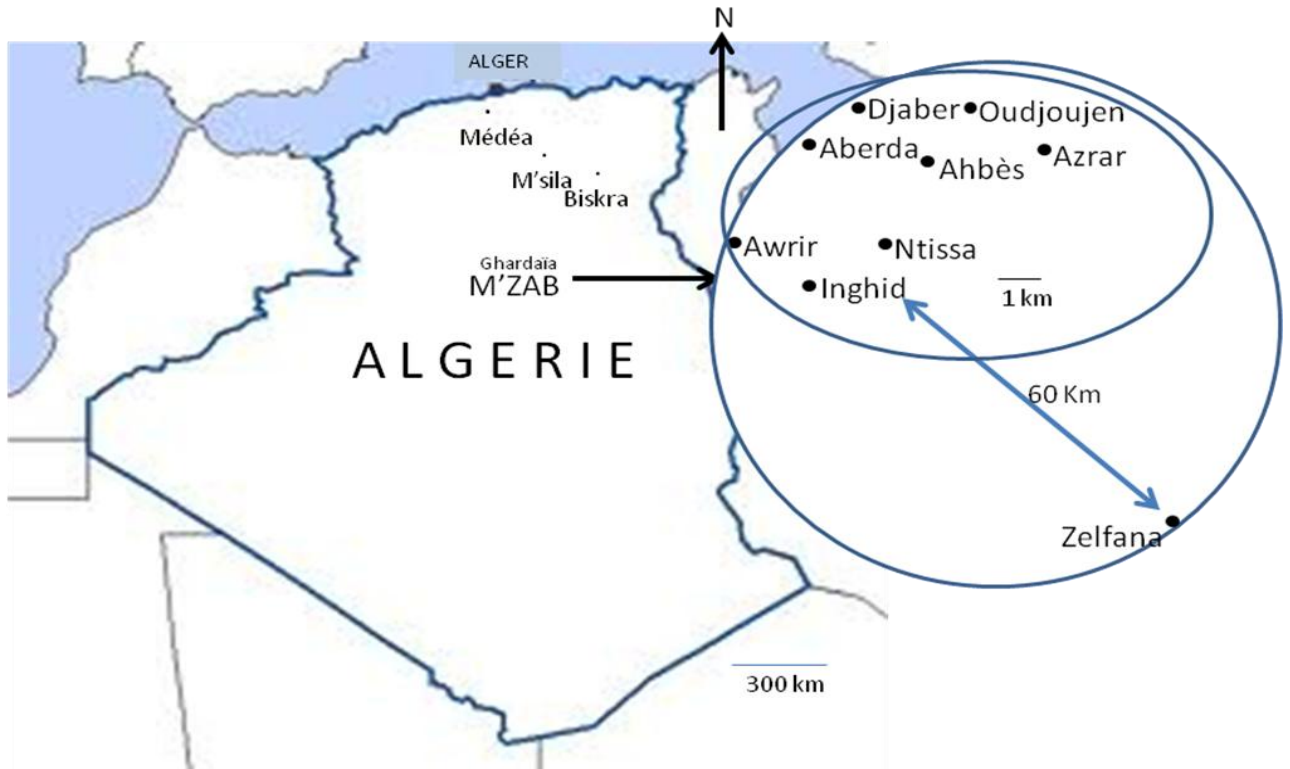 N
ALGER
Médéa
M'sila
Biskra
Ghardaïa
M'ZAB
ALGERIE
Djaber
Oudjoujen
Aberda
Ahbès
Azrar
Awrir
Ntissa
Inghid
1 km
60 Km
Zelfana
300 km